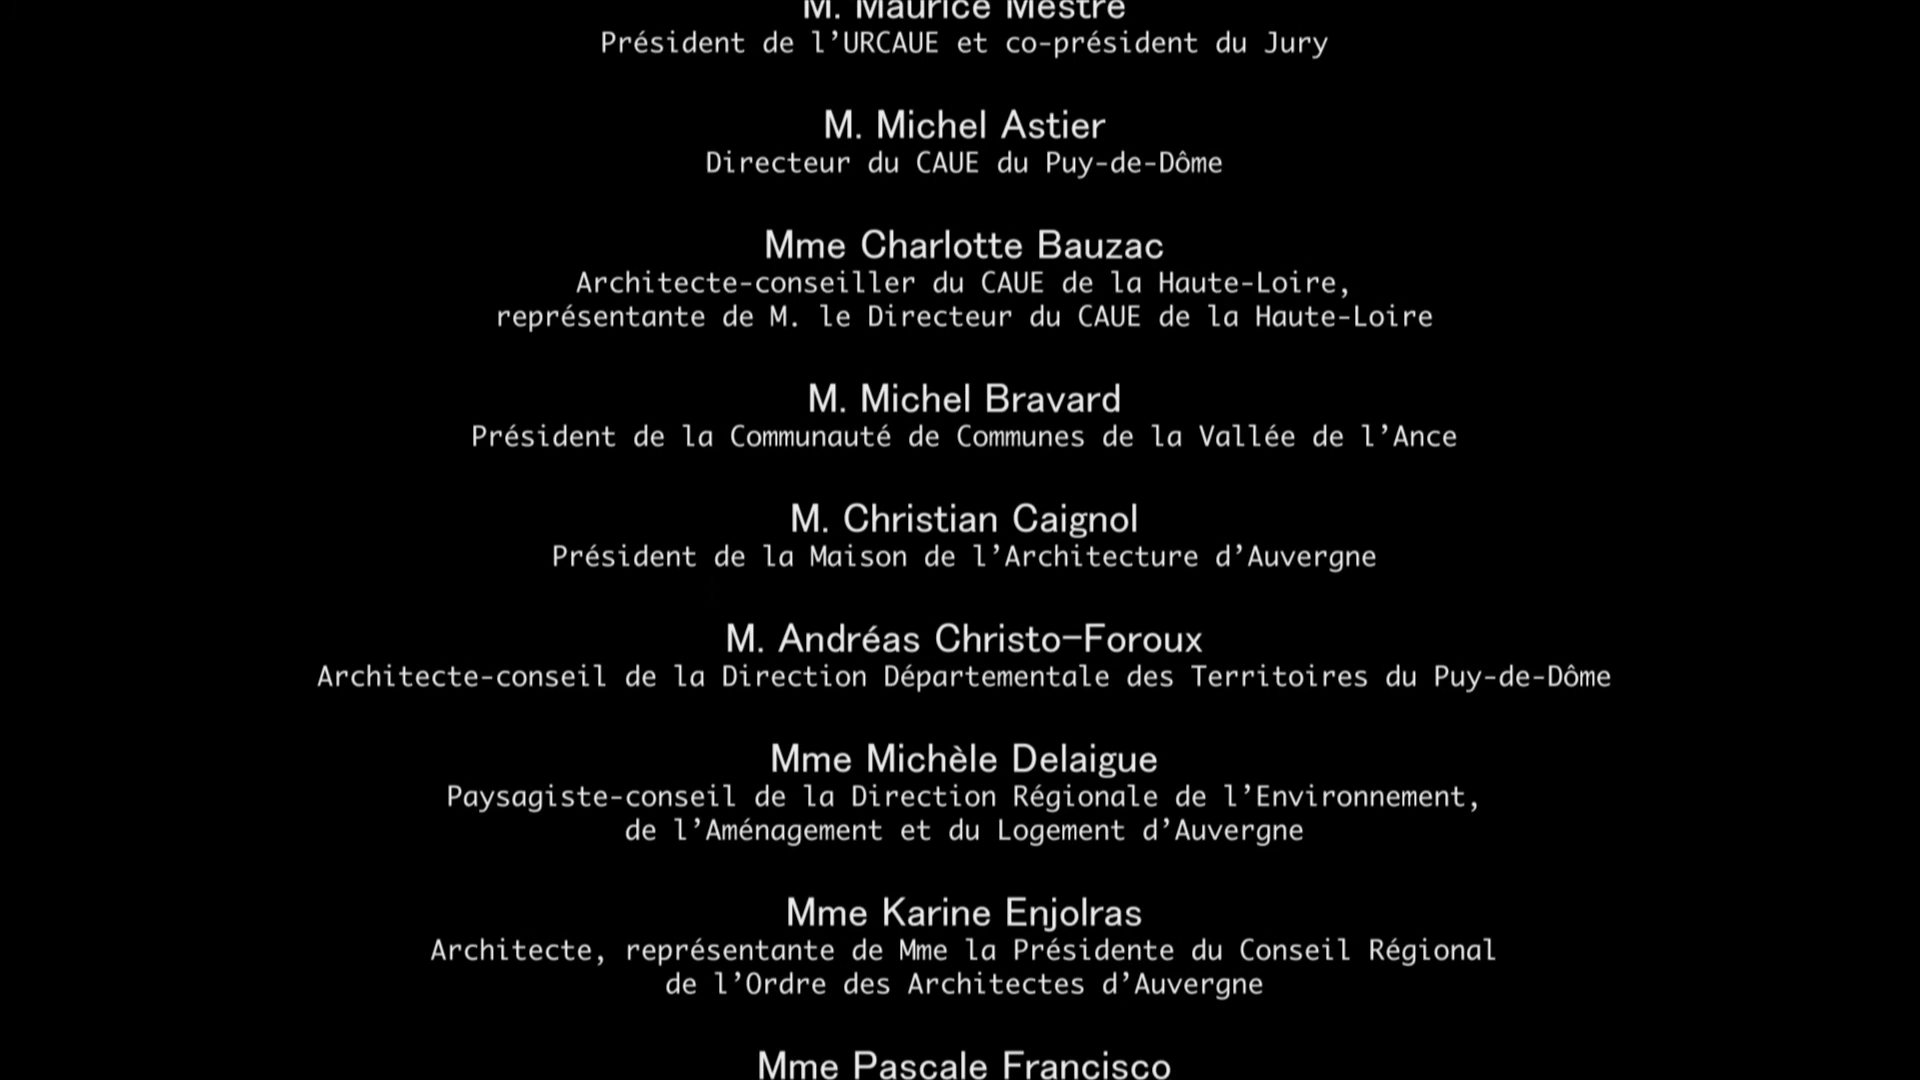 M. Maurice Mestre
Président de l’URCAUE et co-président du Jury
M. Michel Astier
Directeur du CAUE du Puy-de-Dôme
Mme Charlotte Bauzac
Architecte-conseiller du CAUE de la Haute-Loire,
représentante de M. le Directeur du CAUE de la Haute-Loire
M. Michel Bravard
Président de la Communauté de Communes de la Vallée de l’Ance
M. Christian Caignol
Président de la Maison de l’Architecture d’Auvergne
M. Andréas Christo-Foroux
Architecte-conseil de la Direction Départementale des Territoires du Puy-de-Dôme
Mme Michèle Delaigue
Paysagiste-conseil de la Direction Régionale de l’Environnement,
de l’Aménagement et du Logement d’Auvergne
Mme Karine Enjolras
Architecte, représentante de Mme la Présidente du Conseil Régional
de l’Ordre des Architectes d’Auvergne
Mme Pascale Francisco